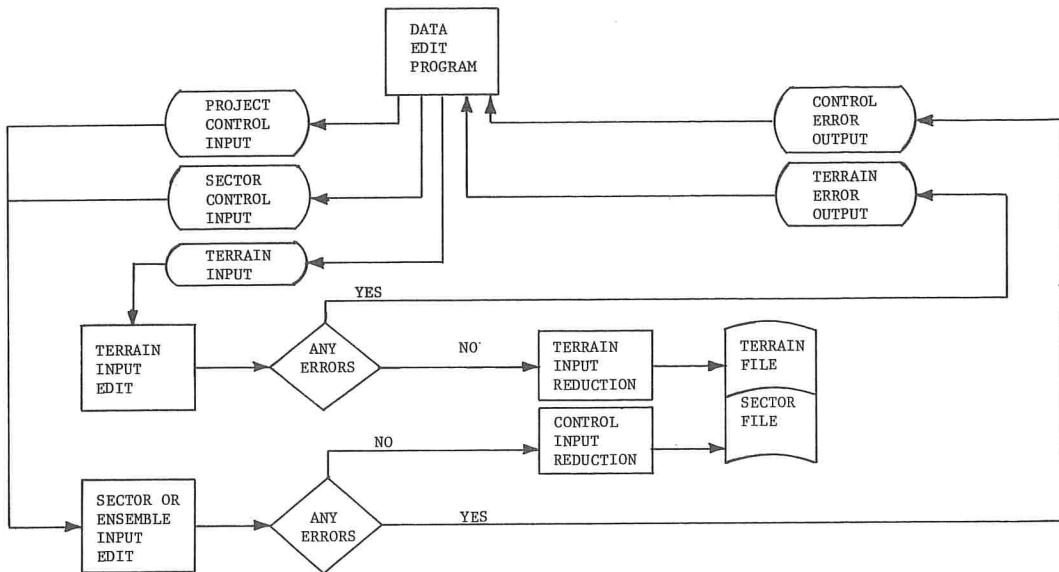 DATA
EDIT
PROGRAM
PROJECT
CONTROL
INPUT
CONTROL
ERROR
OUTPUT
SECTOR
CONTROL
INPUT
TERRAIN
ERROR
OUTPUT
TERRAIN
INPUT
YES
TERRAIN
INPUT
EDIT
ANY
ERRORS
NO
TERRAIN
INPUT
REDUCTION
TERRAIN
FILE
SECTOR
FILE
NO
CONTROL
INPUT
REDUCTION
SECTOR OR
ENSEMBLE
INPUT
EDIT
ANY
ERRORS
YES